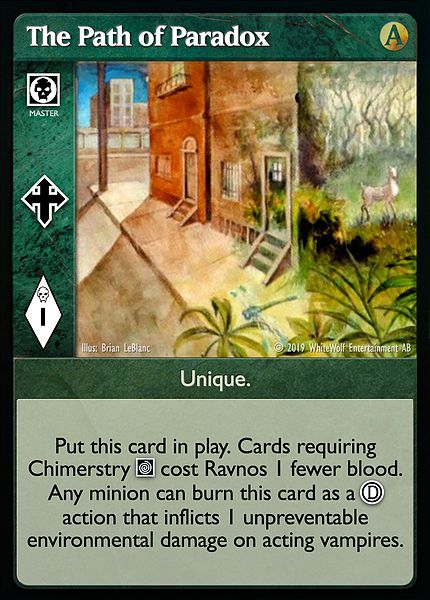 The Path of Paradox
A
MASTER
1
Illus: Brian LeBlanc
© 2019 WhiteWolf Entertainment AB
Unique.
Put this card in play. Cards requiring
Chimerstry cost Ravnos 1 fewer blood.
Any minion can burn this card as a D
action that inflicts 1 unpreventable
environmental damage on acting vampires.